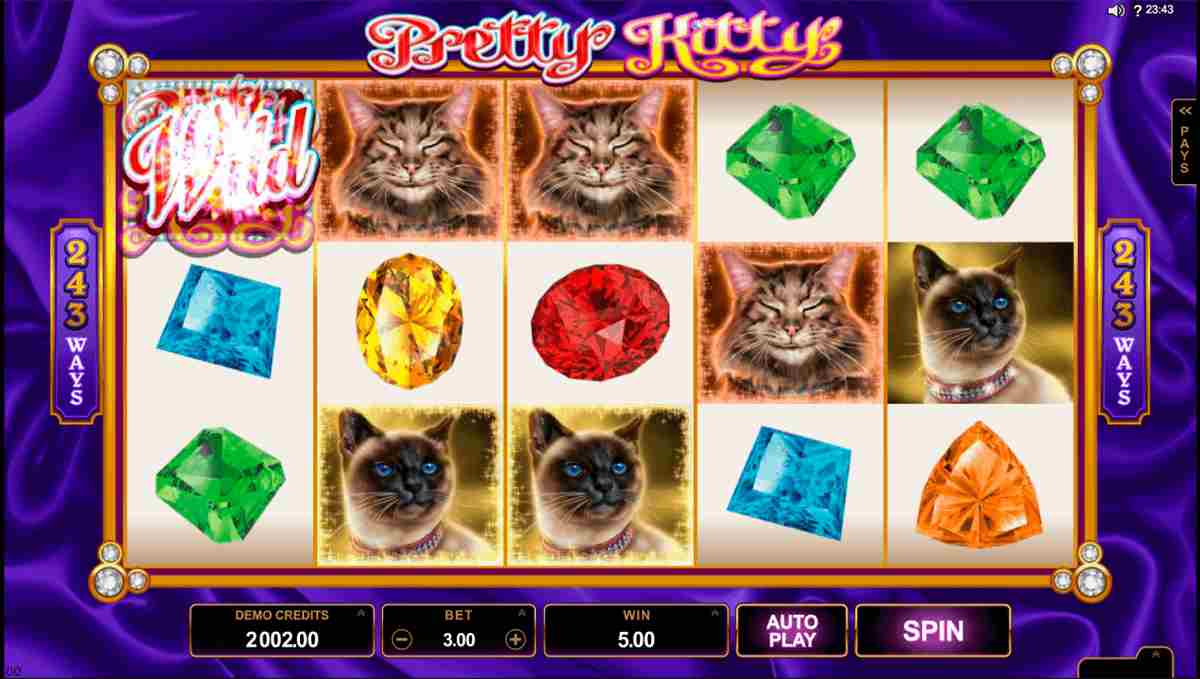 23:43
Pretty Kitty
Wild
<<
PAYS
243 WAYS
243 WAYS
DEMO CREDITS
2002.00
BET
3.00
WIN
5.00
AUTO
PLAY
SPIN